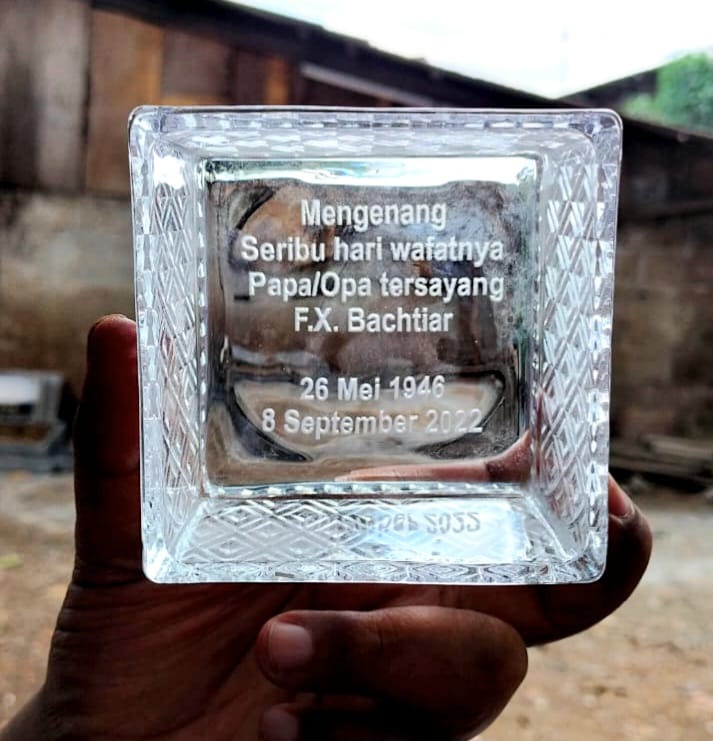 Mengenang
Seribu hari wafatnya
Papa/Opa tersayang
F.X. Bachtiar
26 Mei 1946
8 September 2022